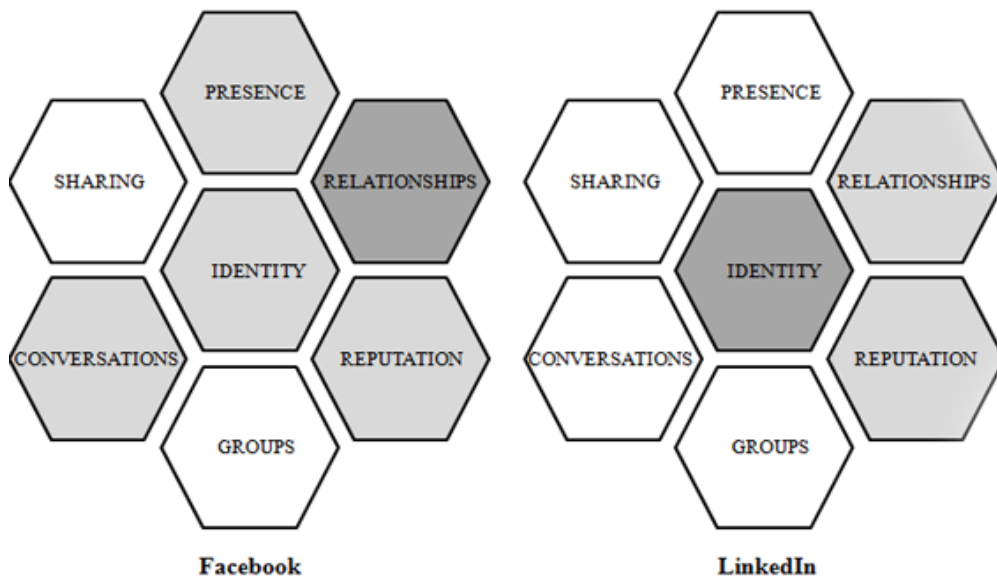 PRESENCE
SHARING
RELATIONSHIPS
IDENTITY
CONVERSATIONS
REPUTATION
GROUPS
Facebook
PRESENCE
SHARING
RELATIONSHIPS
IDENTITY
CONVERSATIONS
REPUTATION
GROUPS
LinkedIn